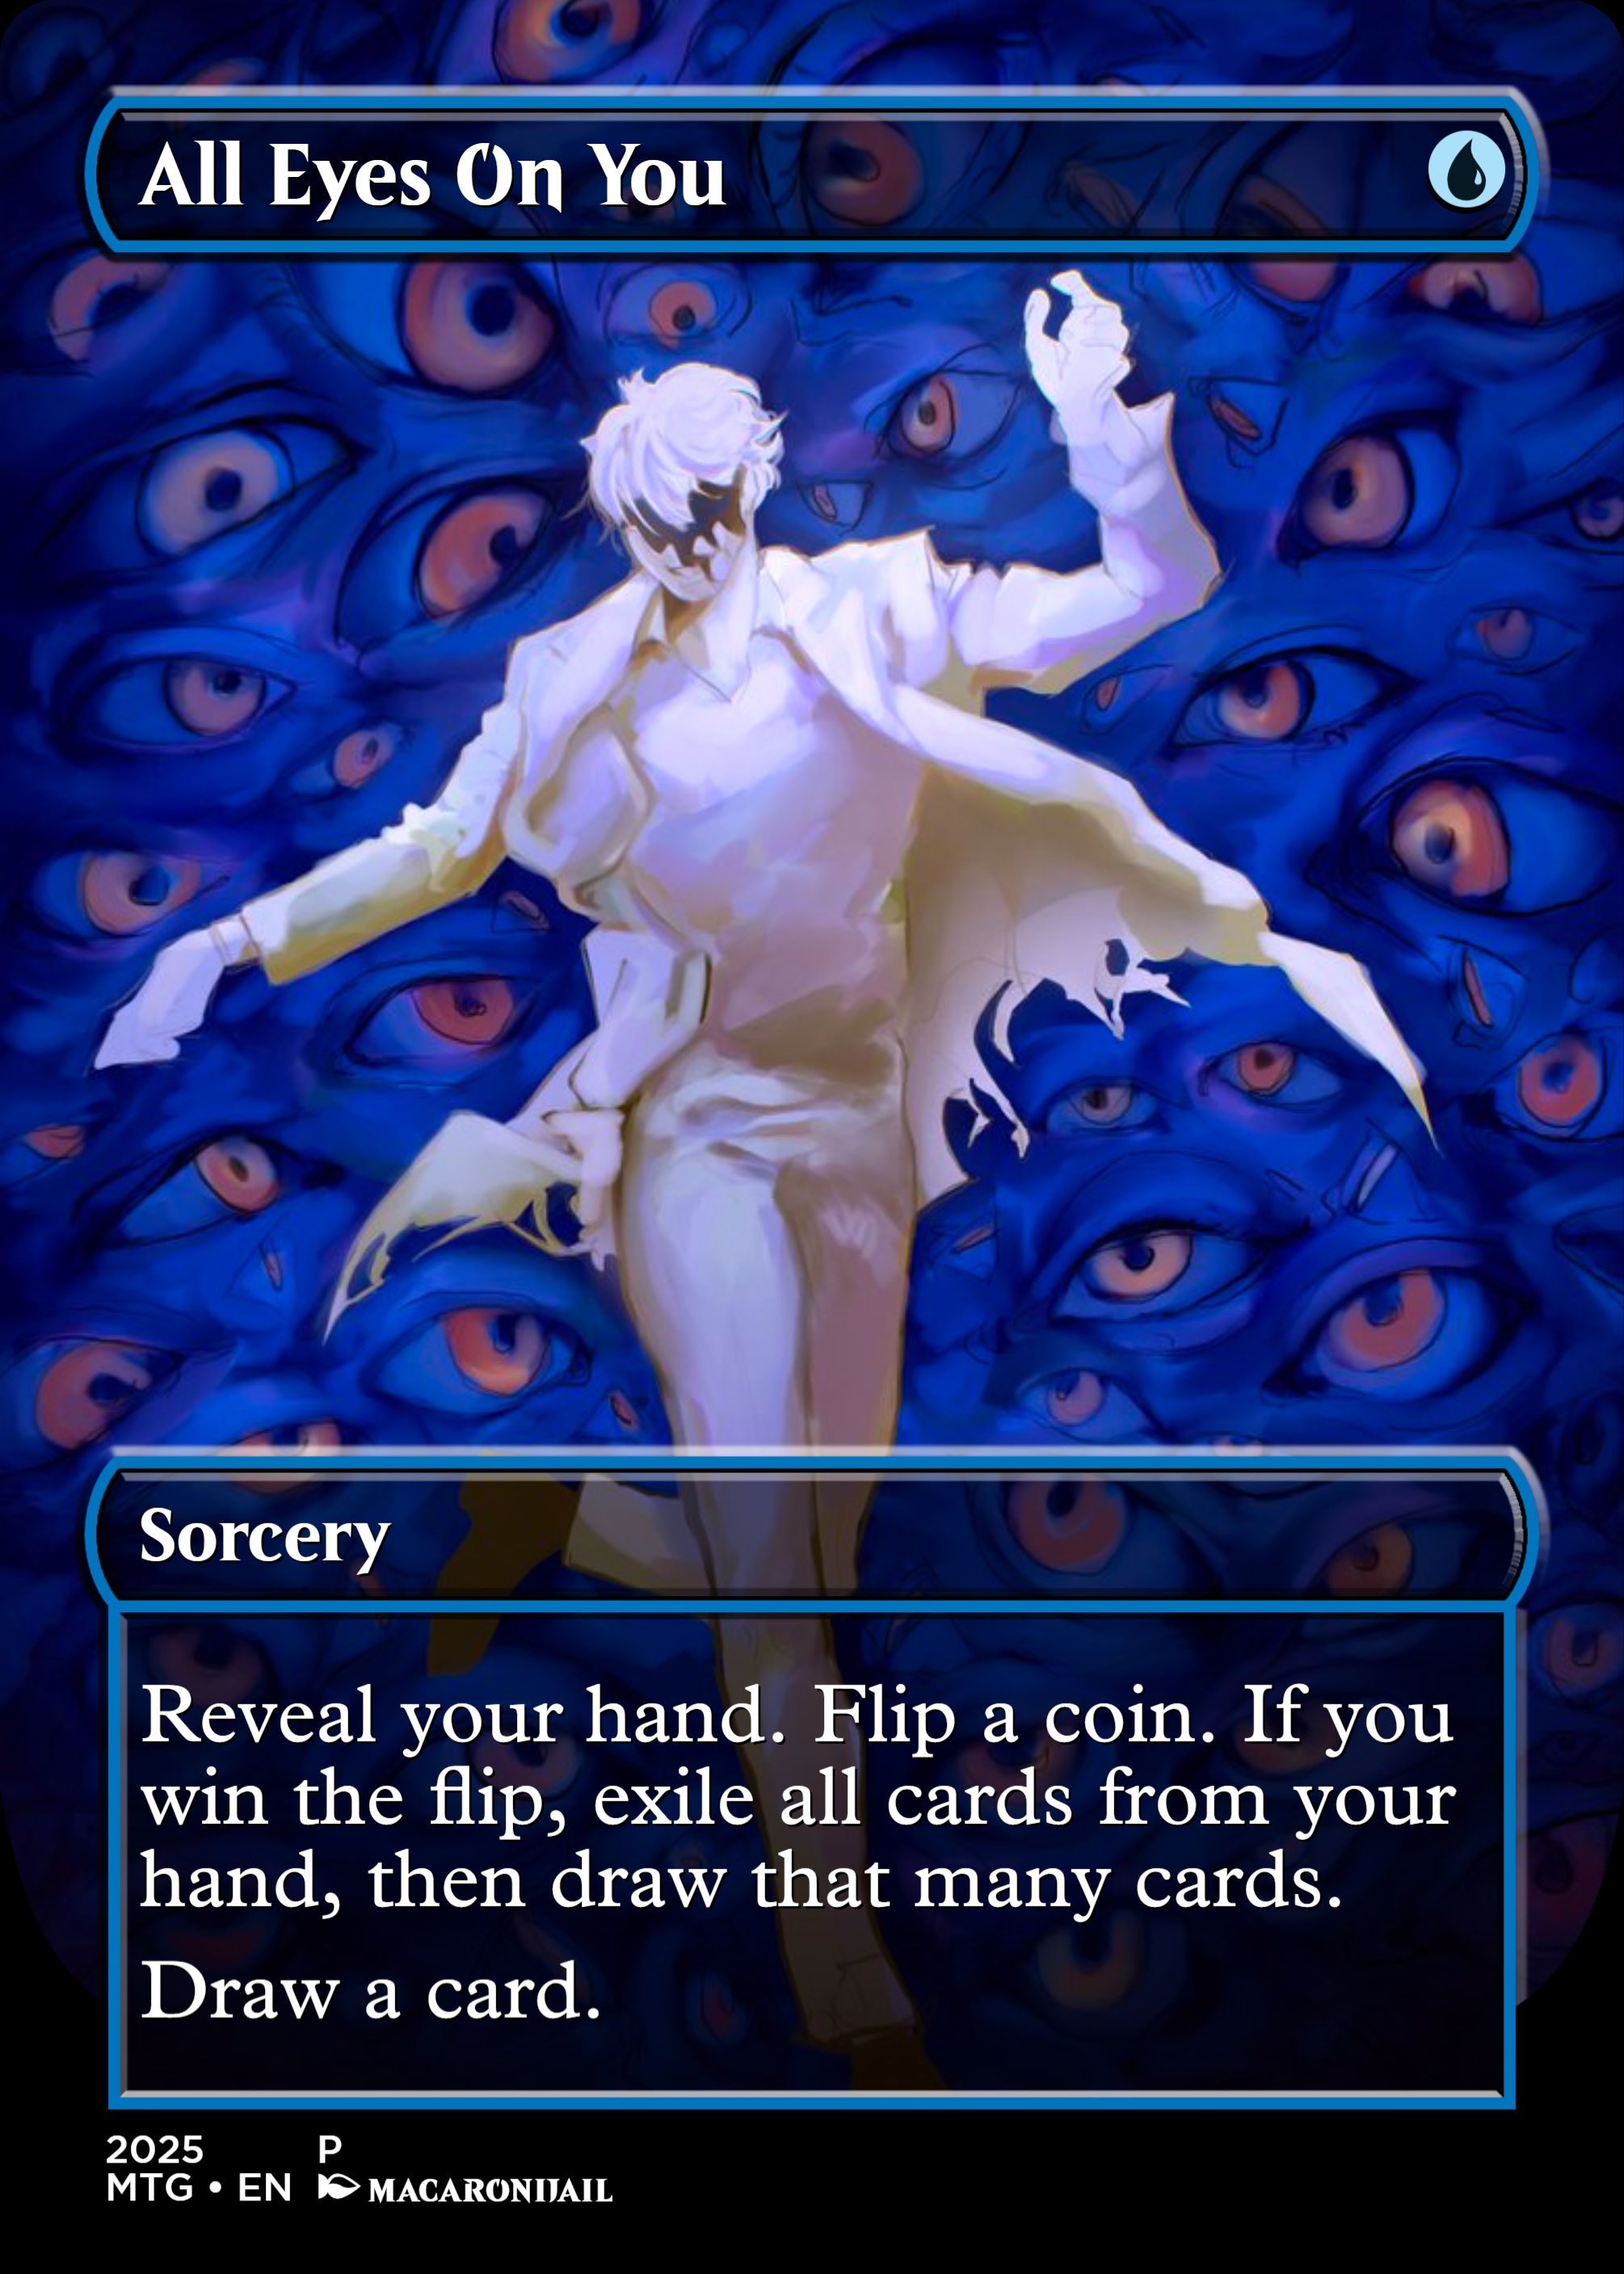 All Eyes On You
Sorcery
Reveal your hand. Flip a coin. If you
win the flip, exile all cards from your
hand, then draw that many cards.
Draw a card.
2025 P
MTG • EN MACARONIJAIL